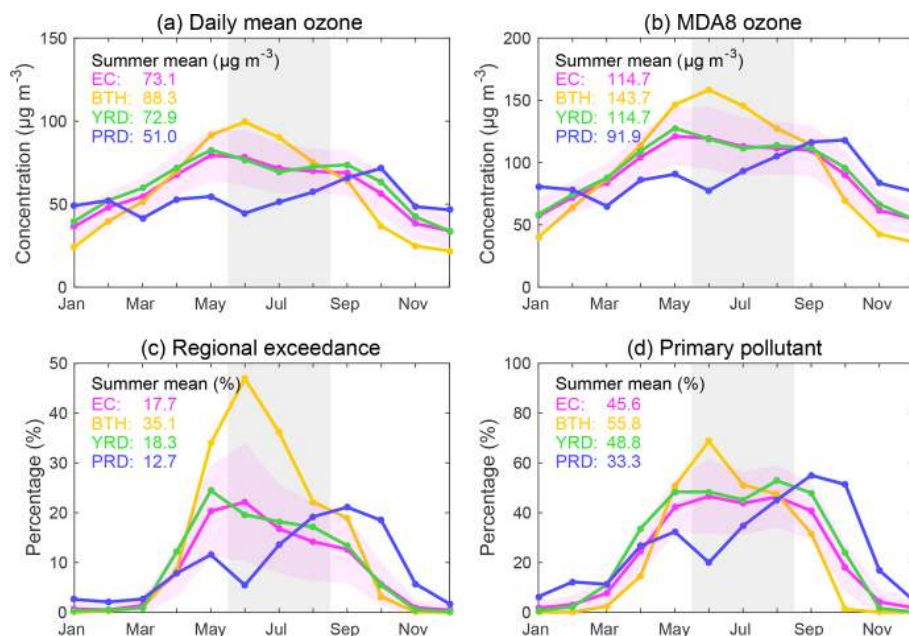 (a) Daily mean ozone
Concentration (µg m⁻³)
150
100
50
0
Summer mean (µg m⁻³)
EC: 73.1
BTH: 88.3
YRD: 72.9
PRD: 51.0
Jan Mar May Jul Sep Nov
(b) MDA8 ozone
Concentration (µg m⁻³)
200
150
100
50
0
Summer mean (µg m⁻³)
EC: 114.7
BTH: 143.7
YRD: 114.7
PRD: 91.9
Jan Mar May Jul Sep Nov
(c) Regional exceedance
Percentage (%)
50
40
30
20
10
0
Summer mean (%)
EC: 17.7
BTH: 35.1
YRD: 18.3
PRD: 12.7
Jan Mar May Jul Sep Nov
(d) Primary pollutant
Percentage (%)
100
80
60
40
20
0
Summer mean (%)
EC: 45.6
BTH: 55.8
YRD: 48.8
PRD: 33.3
Jan Mar May Jul Sep Nov